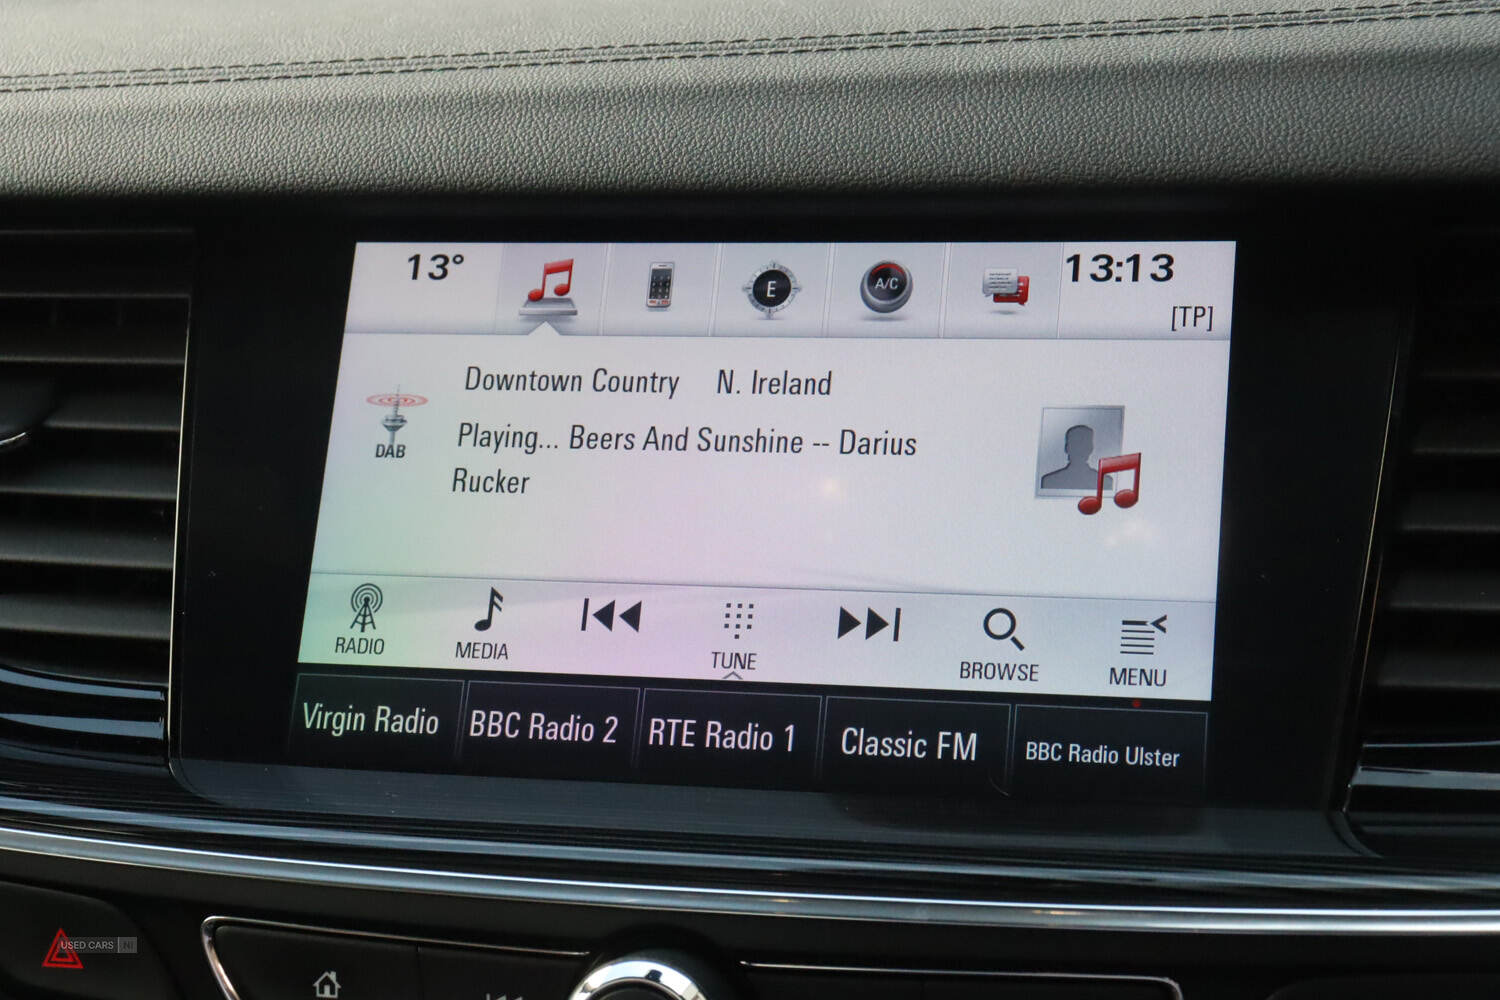 13°
E
A/C
13:13
[TP]
Downtown Country N. Ireland
DAB
Playing... Beers And Sunshine -- Darius
Rucker
RADIO
MEDIA
TUNE
BROWSE
MENU
Virgin Radio
BBC Radio 2
RTE Radio 1
Classic FM
BBC Radio Ulster
USED CARS NI